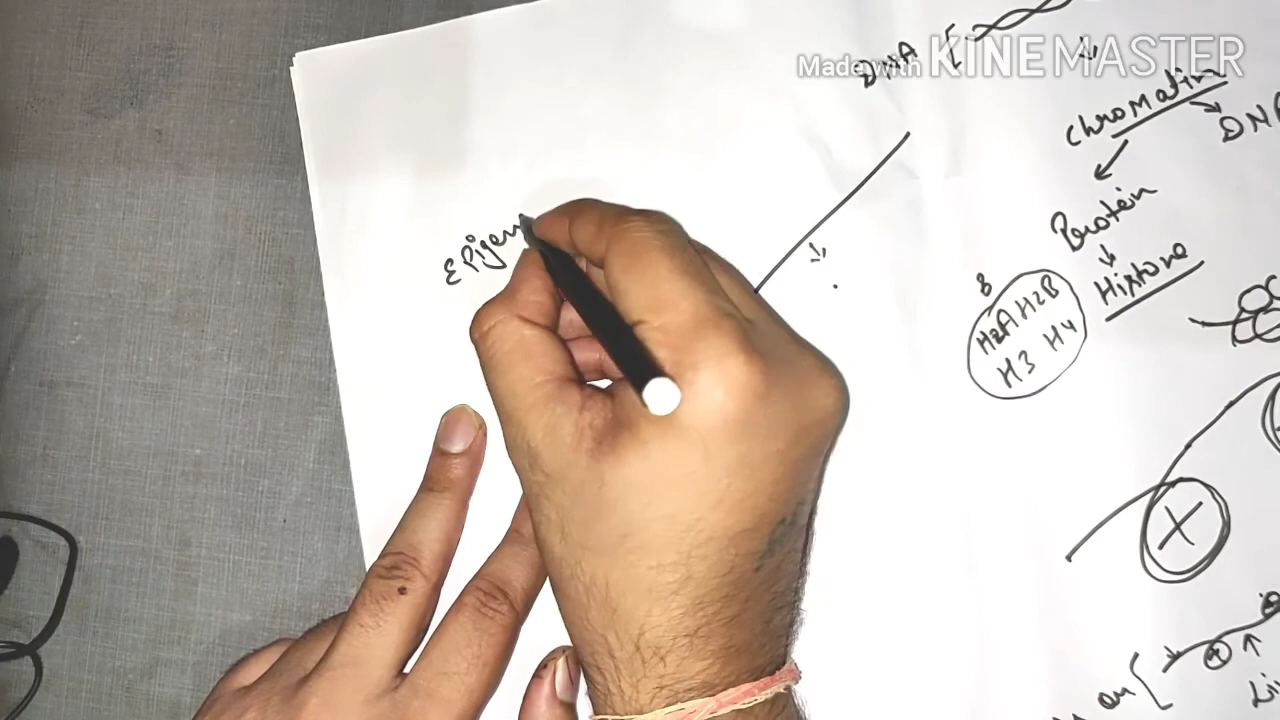 Made with KINEMASTER
DNA [
Chromatin
DNA
Protein
Histone
8
H2A H2B
H3 H4
Epigen
X